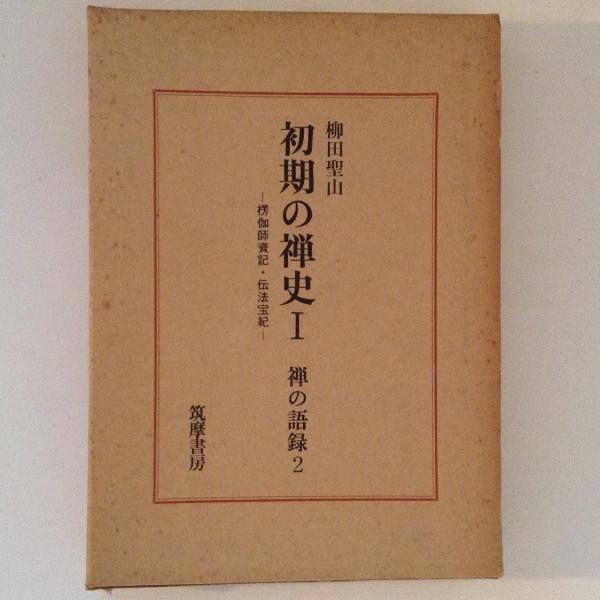 柳田聖山
初期の禅史Ⅰ
―楞伽師資記・伝法宝紀―
禅の語録2
筑摩書房